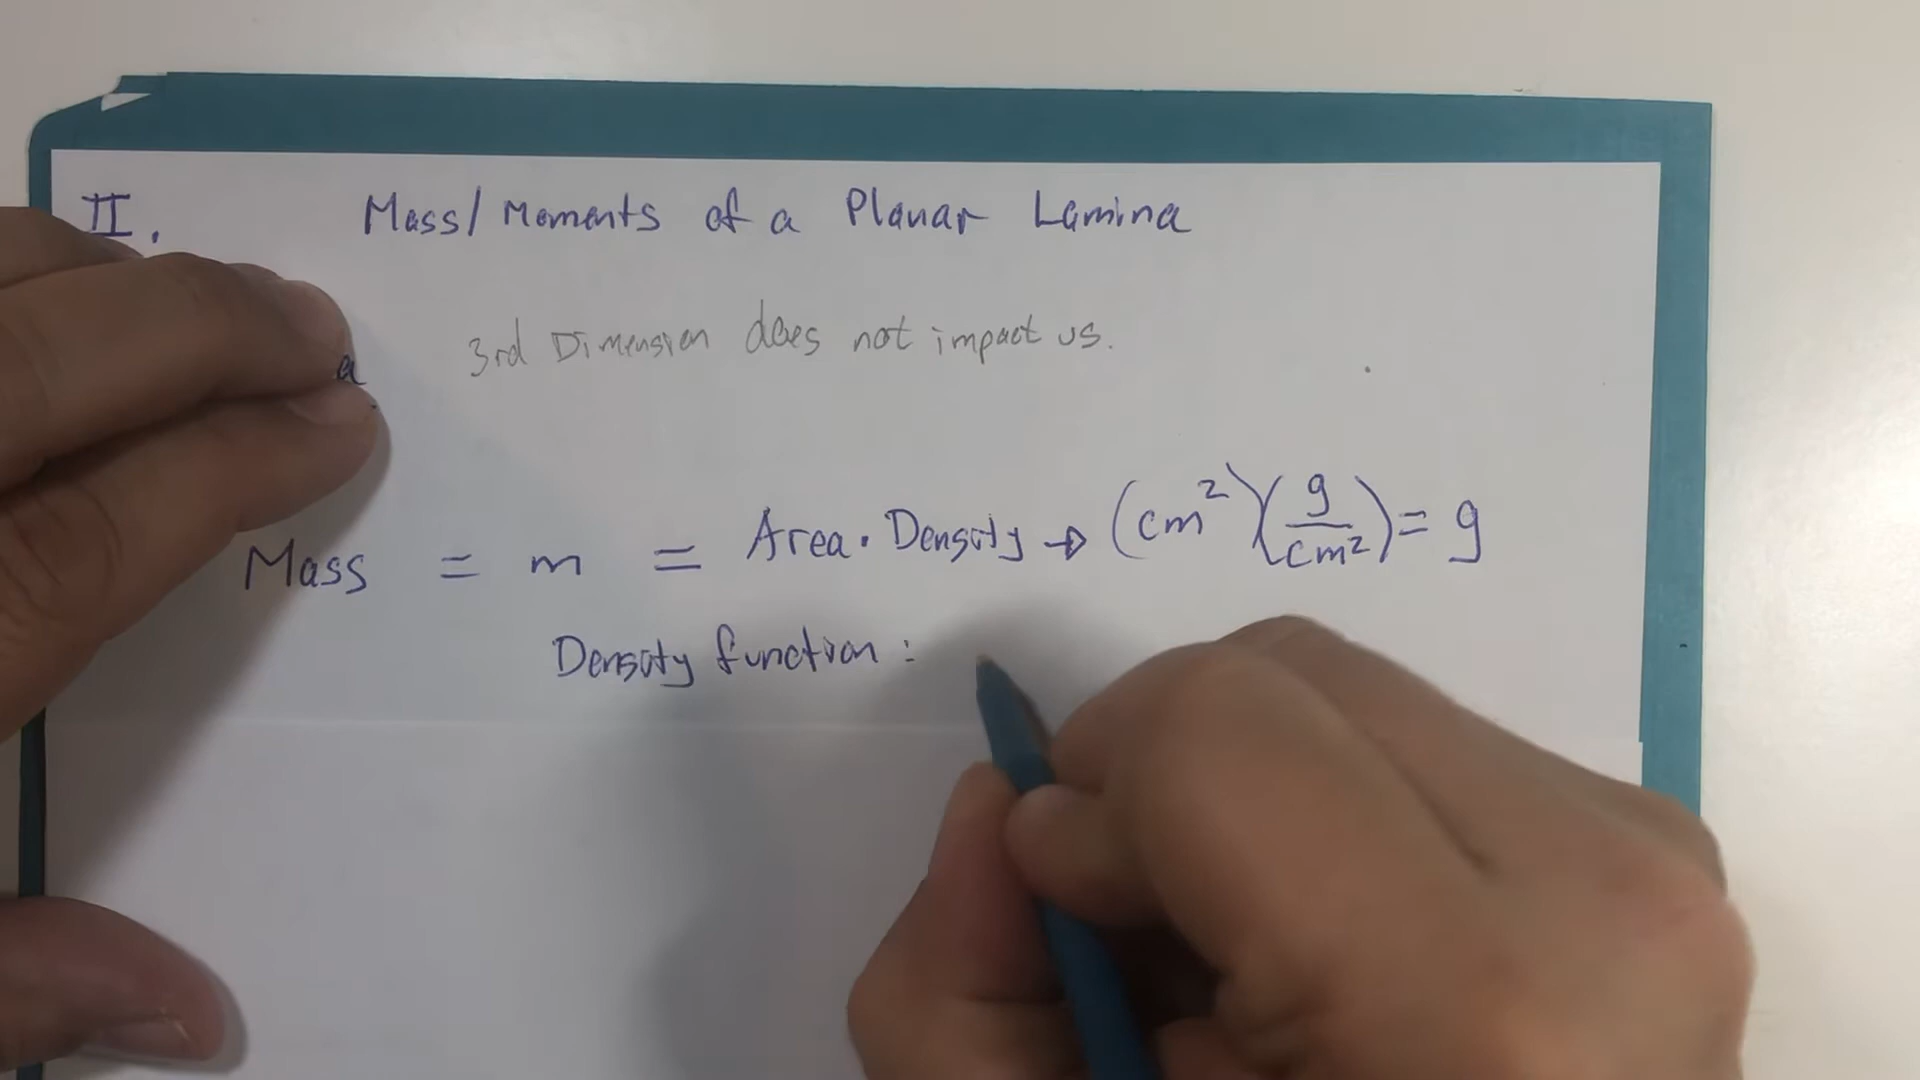 II. Mass/Moments of a Planar Lamina
3rd Dimension does not impact us.
a
Mass = m = Area · Density → (cm²)(g/cm²) = g
Density function :